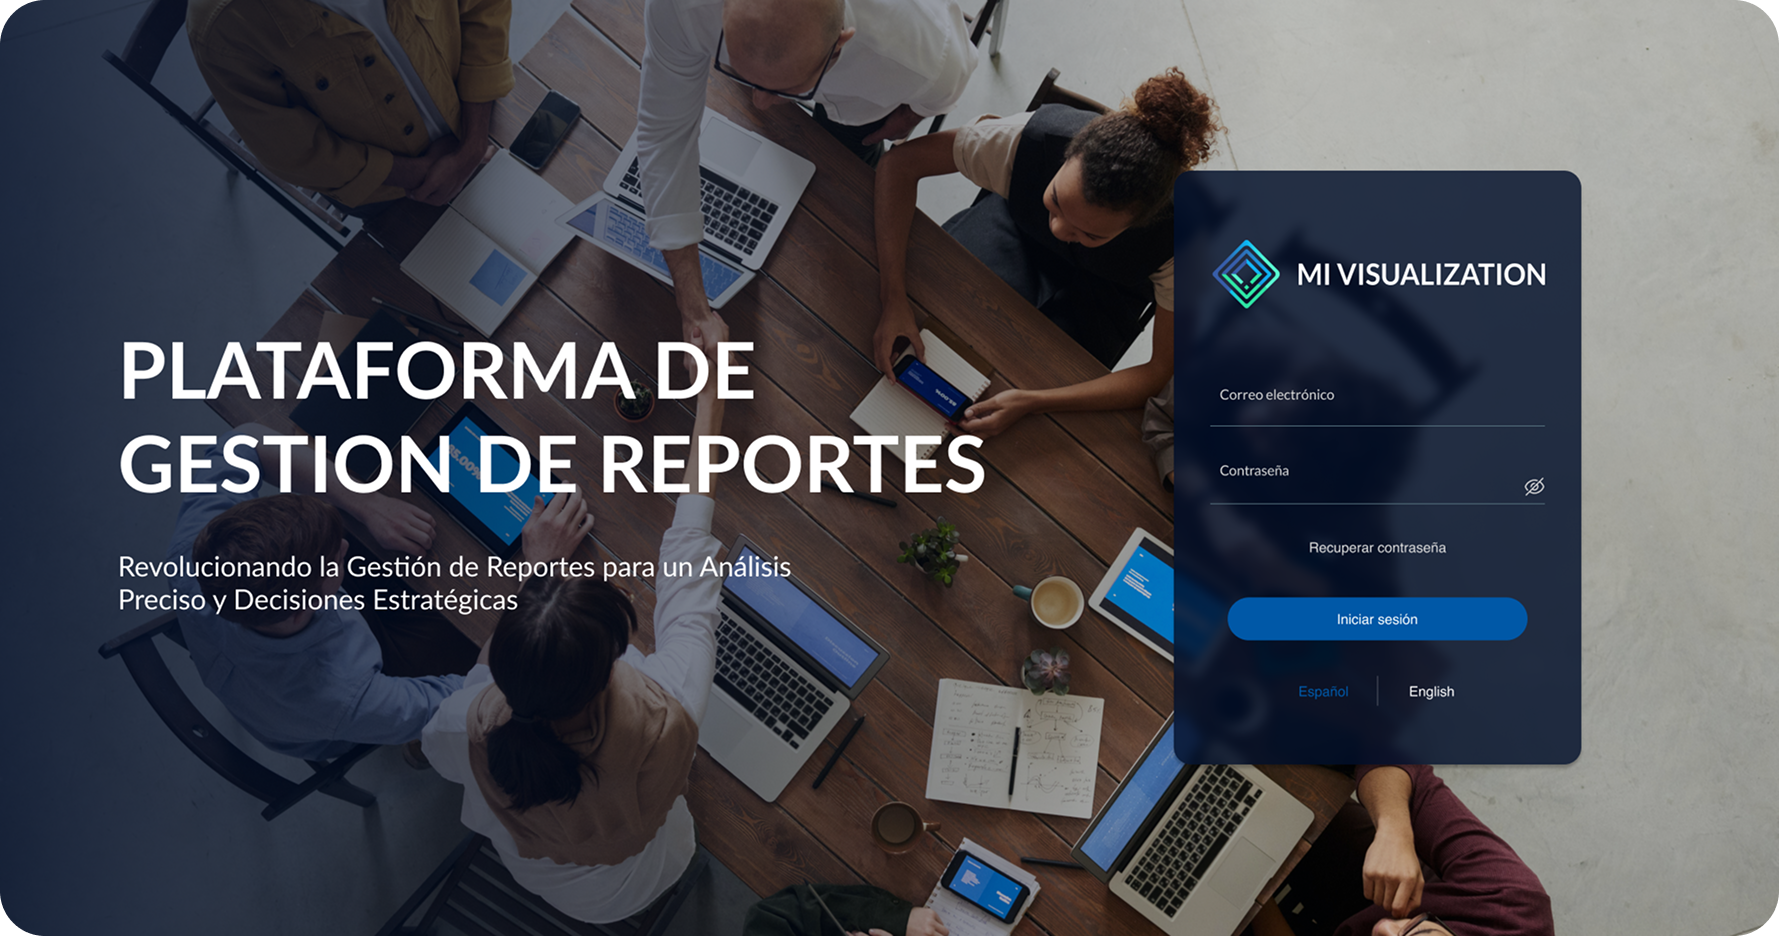 PLATAFORMA DE
GESTION DE REPORTES
Revolucionando la Gestión de Reportes para un Análisis
Preciso y Decisiones Estratégicas
MI VISUALIZATION
Correo electrónico
Contraseña
Recuperar contraseña
Iniciar sesión
Español
English